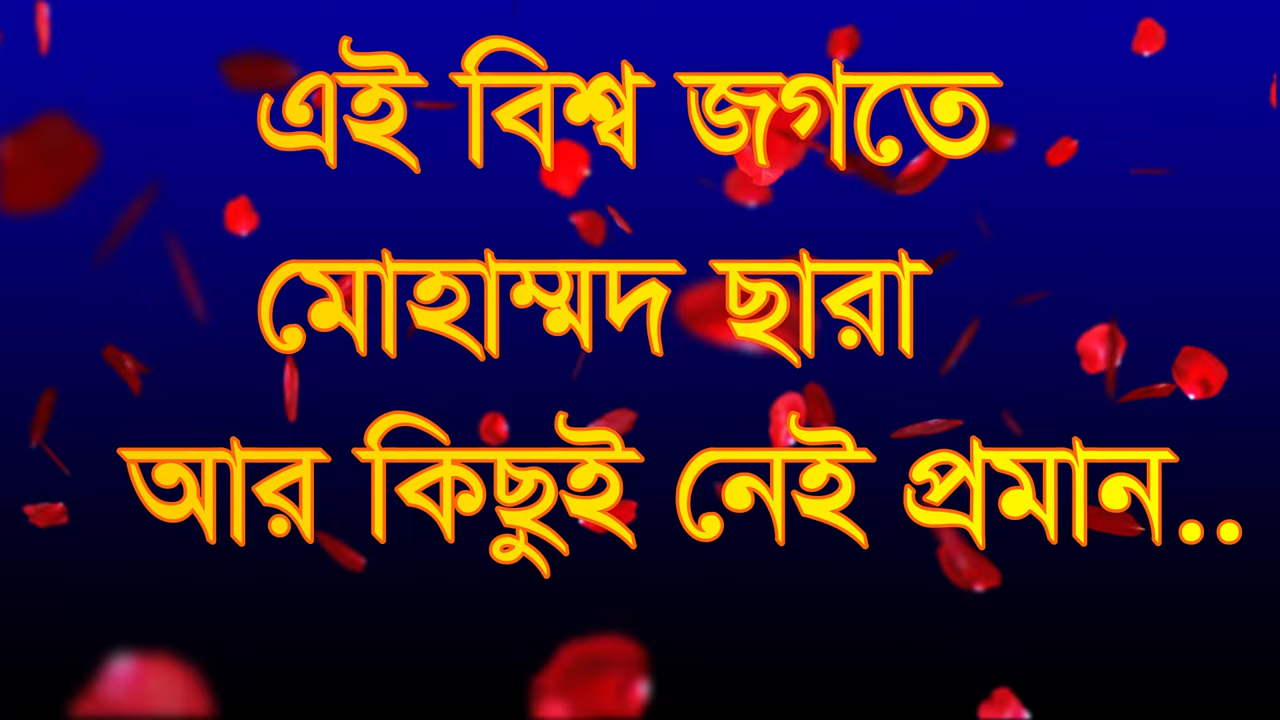 এই বিশ্ব জগতে
মোহাম্মদ ছারা
আর কিছুই নেই প্রমান..